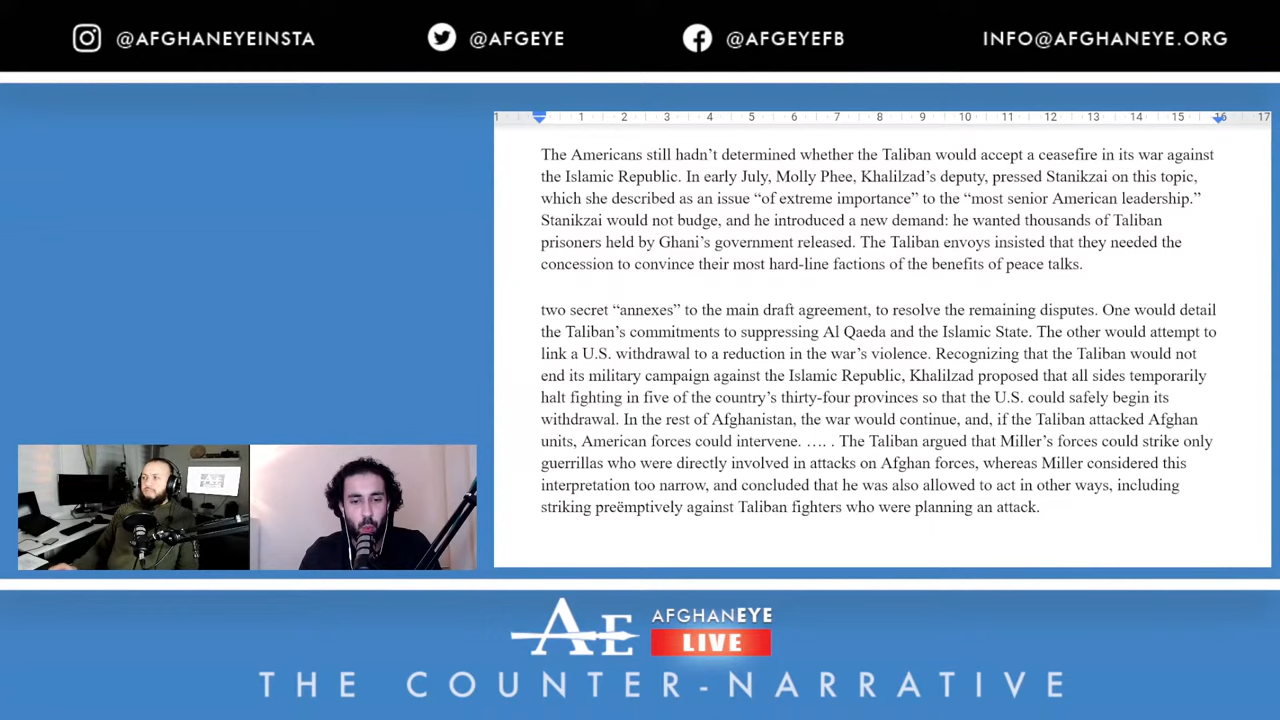 @AFGHANEYEINSTA
@AFGEYE
@AFGEYEFB
INFO@AFGHANEYE.ORG
1 1 2 3 4 5 6 7 8 9 10 11 12 13 14 15 16 17
The Americans still hadn’t determined whether the Taliban would accept a ceasefire in its war against
the Islamic Republic. In early July, Molly Phee, Khalilzad’s deputy, pressed Stanikzai on this topic,
which she described as an issue “of extreme importance” to the “most senior American leadership.”
Stanikzai would not budge, and he introduced a new demand: he wanted thousands of Taliban
prisoners held by Ghani’s government released. The Taliban envoys insisted that they needed the
concession to convince their most hard-line factions of the benefits of peace talks.
two secret “annexes” to the main draft agreement, to resolve the remaining disputes. One would detail
the Taliban’s commitments to suppressing Al Qaeda and the Islamic State. The other would attempt to
link a U.S. withdrawal to a reduction in the war’s violence. Recognizing that the Taliban would not
end its military campaign against the Islamic Republic, Khalilzad proposed that all sides temporarily
halt fighting in five of the country’s thirty-four provinces so that the U.S. could safely begin its
withdrawal. In the rest of Afghanistan, the war would continue, and, if the Taliban attacked Afghan
units, American forces could intervene. …. . The Taliban argued that Miller’s forces could strike only
guerrillas who were directly involved in attacks on Afghan forces, whereas Miller considered this
interpretation too narrow, and concluded that he was also allowed to act in other ways, including
striking preëmptively against Taliban fighters who were planning an attack.
AE
AFGHANEYE
LIVE
THE COUNTER-NARRATIVE